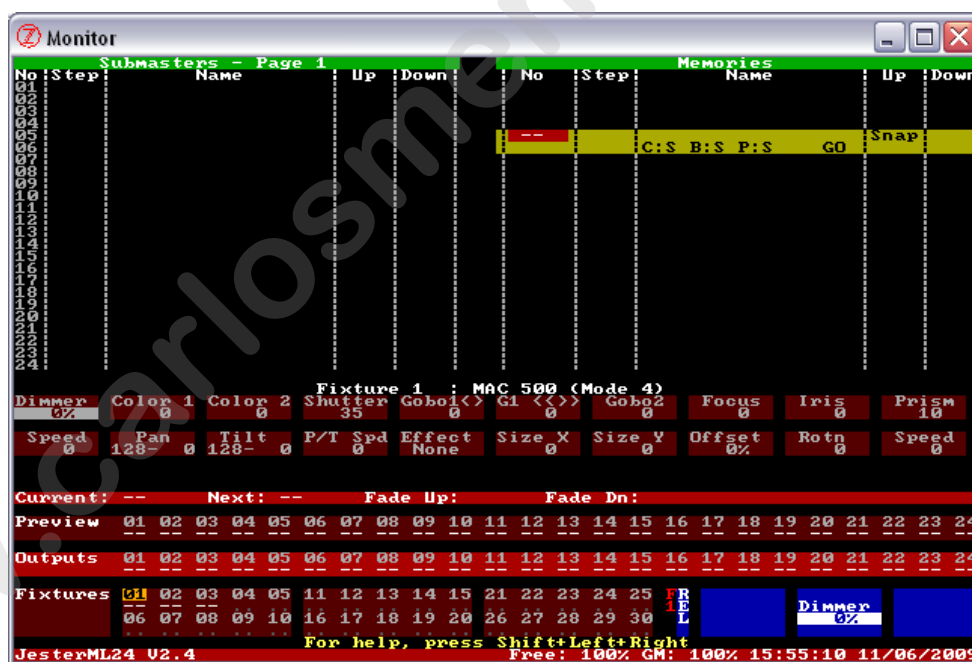 Monitor
Submasters - Page 1 Memories
No Step Name Up Down No Step Name Up Down
01
02
03
04
05 -- Snap
06 C:S B:S P:S GO
07
08
09
10
11
12
13
14
15
16
17
18
19
20
21
22
23
24
Fixture 1 : MAC 500 (Mode 4)
Dimmer Color 1 Color 2 Shutter Gobo1<> G1 <<>> Gobo2 Focus Iris Prism
0% 0 0 35 0 0 0 0 0 10
Speed Pan Tilt P/T Spd Effect Size X Size Y Offset Rotn Speed
0 128- 0 128- 0 0 None 0 0 0% 0 0
Current: -- Next: -- Fade Up: Fade Dn:
Preview 01 02 03 04 05 06 07 08 09 10 11 12 13 14 15 16 17 18 19 20 21 22 23 24
-- -- -- -- -- -- -- -- -- -- -- -- -- -- -- -- -- -- -- -- -- -- -- --
Outputs 01 02 03 04 05 06 07 08 09 10 11 12 13 14 15 16 17 18 19 20 21 22 23 24
-- -- -- -- -- -- -- -- -- -- -- -- -- -- -- -- -- -- -- -- -- -- -- --
Fixtures 01 02 03 04 05 11 12 13 14 15 21 22 23 24 25 F1 REL Dimmer
-- -- -- .. .. .. .. .. .. .. .. .. .. .. .. 0%
06 07 08 09 10 16 17 18 19 20 26 27 28 29 30
For help, press Shift+Left+Right
JesterML24 V2.4 Free: 100% GM: 100% 15:55:10 11/06/2009
.carlosmen